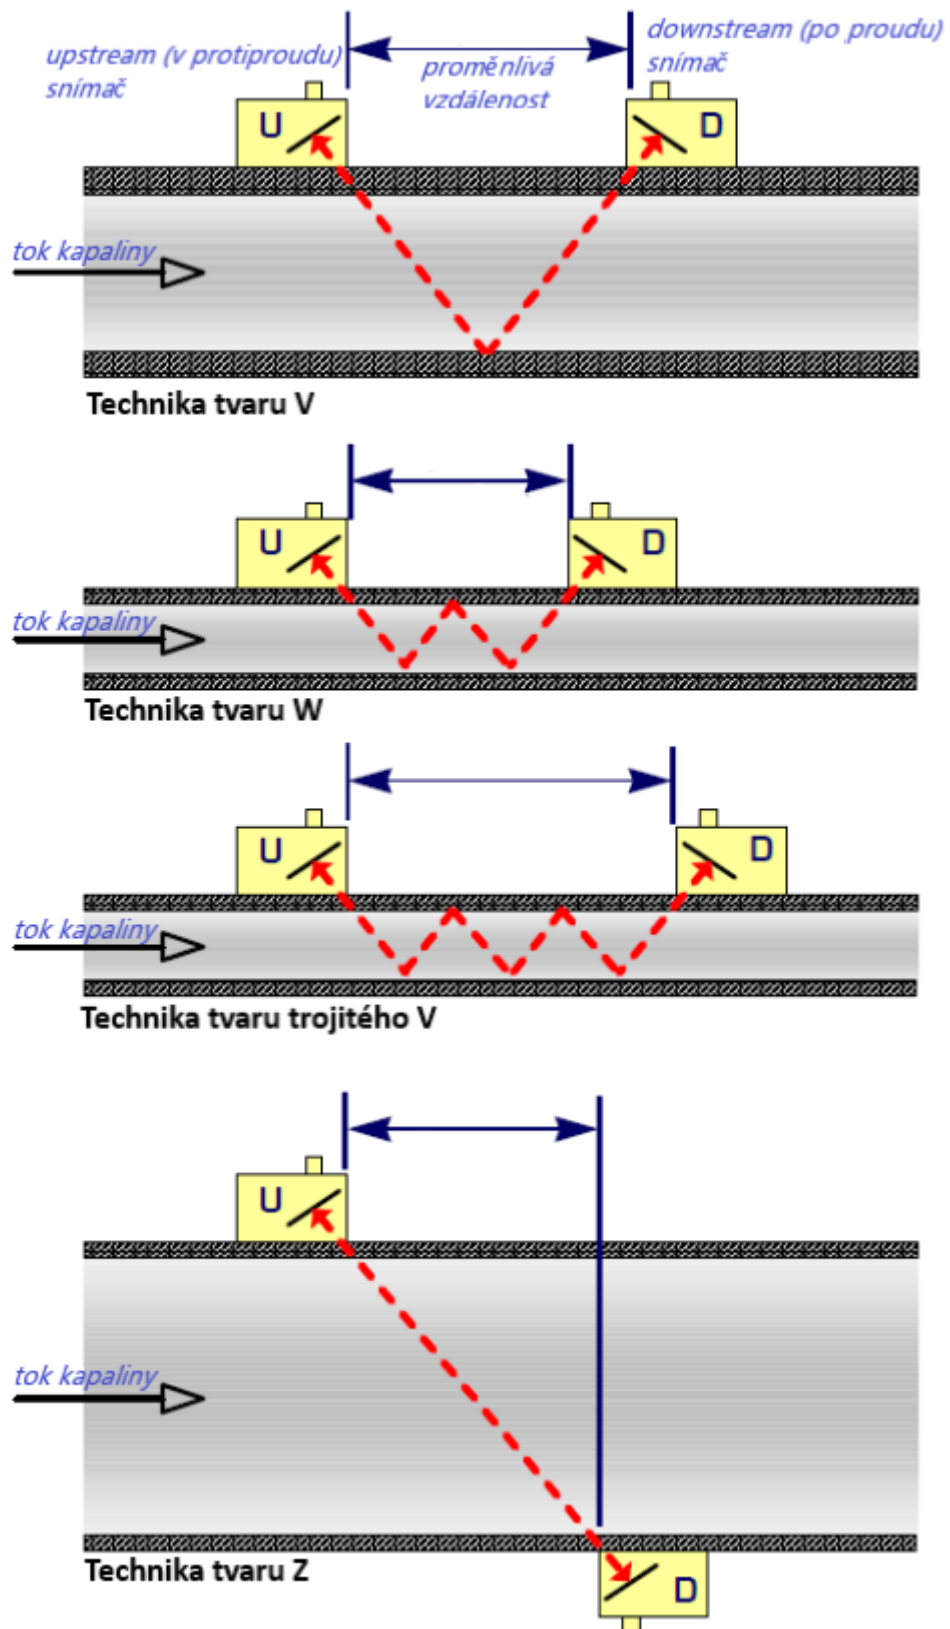 upstream (v protiproudu)
snímač
proměnlivá
vzdálenost
downstream (po proudu)
snímač
U
D
tok kapaliny
Technika tvaru V
U
D
tok kapaliny
Technika tvaru W
U
D
tok kapaliny
Technika tvaru trojitého V
U
tok kapaliny
Technika tvaru Z
D